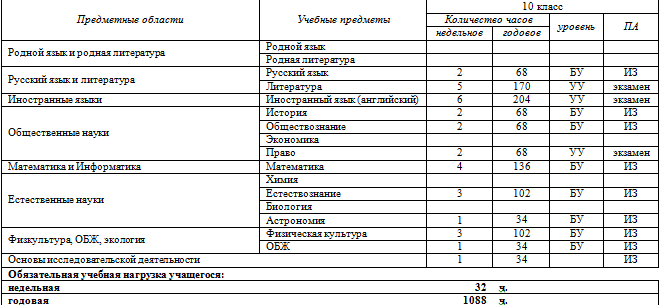 Предметные области Учебные предметы 10 класс
Количество часов уровень ПА
недельное годовое
Родной язык и родная литература Родной язык
Родная литература
Русский язык и литература Русский язык 2 68 БУ ИЗ
Литература 5 170 УУ экзамен
Иностранные языки Иностранный язык (английский) 6 204 УУ экзамен
Общественные науки История 2 68 БУ ИЗ
Обществознание 2 68 БУ ИЗ
Экономика
Право 2 68 УУ экзамен
Математика и Информатика Математика 4 136 БУ ИЗ
Естественные науки Химия
Естествознание 3 102 БУ ИЗ
Биология
Астрономия 1 34 БУ ИЗ
Физкультура, ОБЖ, экология Физическая культура 3 102 БУ ИЗ
ОБЖ 1 34 БУ ИЗ
Основы исследовательской деятельности 1 34 ИЗ
Обязательная учебная нагрузка учащегося:
недельная 32 ч.
годовая 1088 ч.